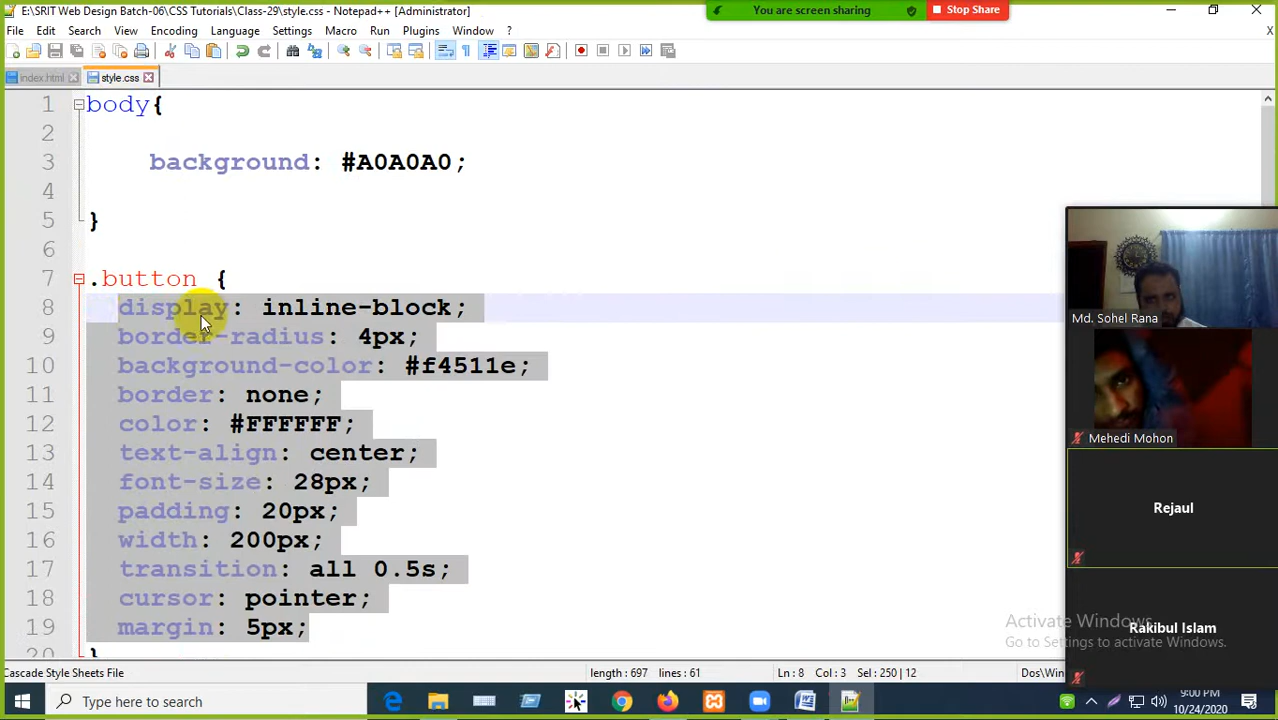 E:\SRIT Web Design Batch-06\CSS Tutorials\Class-29\style.css - Notepad++ [Administrator]
You are screen sharing
Stop Share
File Edit Search View Encoding Language Settings Macro Run Plugins Window ?
X
index.html
style.css
1 body{
2
3 background: #A0A0A0;
4
5 }
6
7 .button {
8 display: inline-block;
9 border-radius: 4px;
10 background-color: #f4511e;
11 border: none;
12 color: #FFFFFF;
13 text-align: center;
14 font-size: 28px;
15 padding: 20px;
16 width: 200px;
17 transition: all 0.5s;
18 cursor: pointer;
19 margin: 5px;
20 }
Md. Sohel Rana
Mehedi Mohon
Rejaul
Rakibul Islam
Activate Windows
Go to Settings to activate Windows.
Cascade Style Sheets File
length : 697 lines : 61
Ln : 8 Col : 3 Sel : 250 | 12
Dos\Win
Type here to search
9:00 PM
10/24/2020